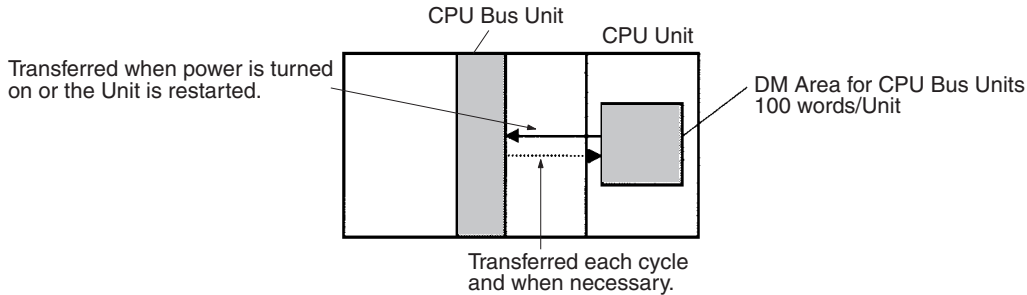 CPU Bus Unit
CPU Unit
Transferred when power is turned
on or the Unit is restarted.
DM Area for CPU Bus Units
100 words/Unit
Transferred each cycle
and when necessary.